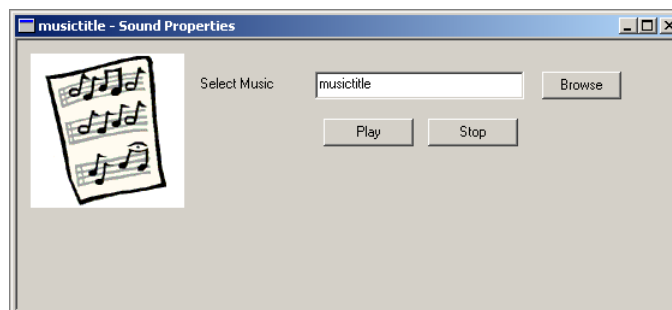 musictitle - Sound Properties
Select Music musictitle Browse
Play Stop